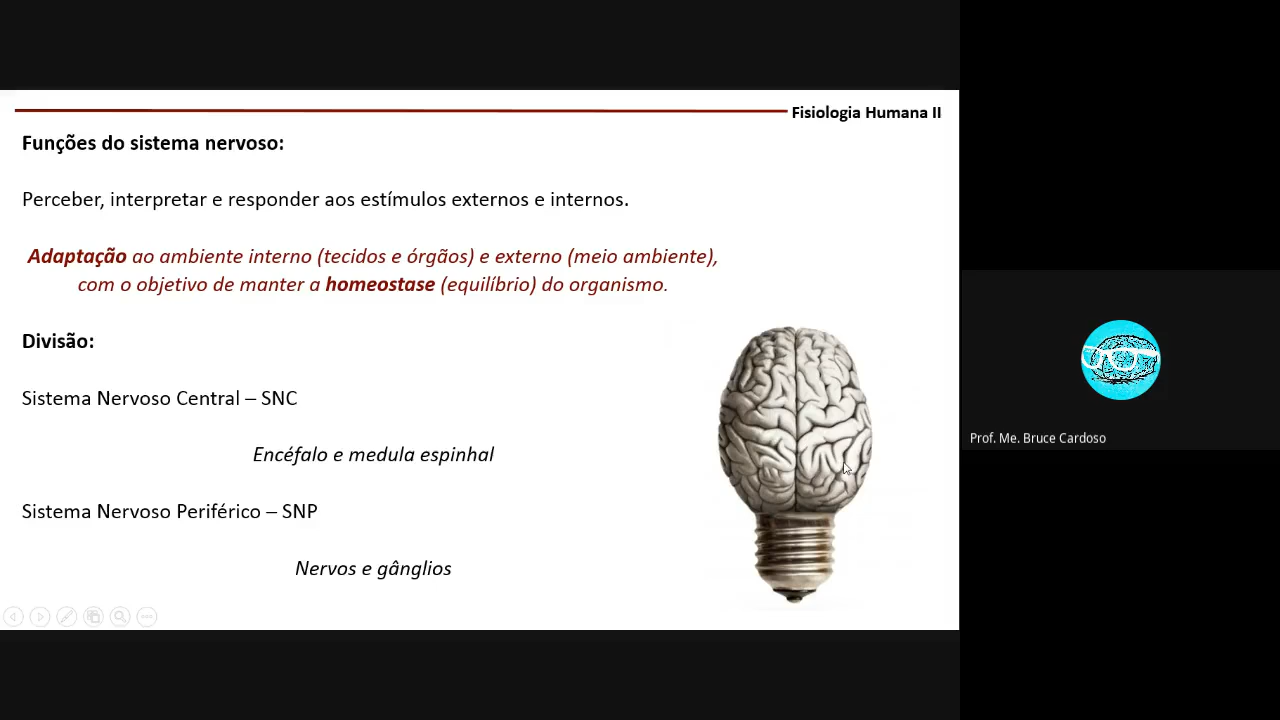 Fisiologia Humana II
Funções do sistema nervoso:
Perceber, interpretar e responder aos estímulos externos e internos.
Adaptação ao ambiente interno (tecidos e órgãos) e externo (meio ambiente),
com o objetivo de manter a homeostase (equilíbrio) do organismo.
Divisão:
Sistema Nervoso Central – SNC
Encéfalo e medula espinhal
Sistema Nervoso Periférico – SNP
Nervos e gânglios
Prof. Me. Bruce Cardoso